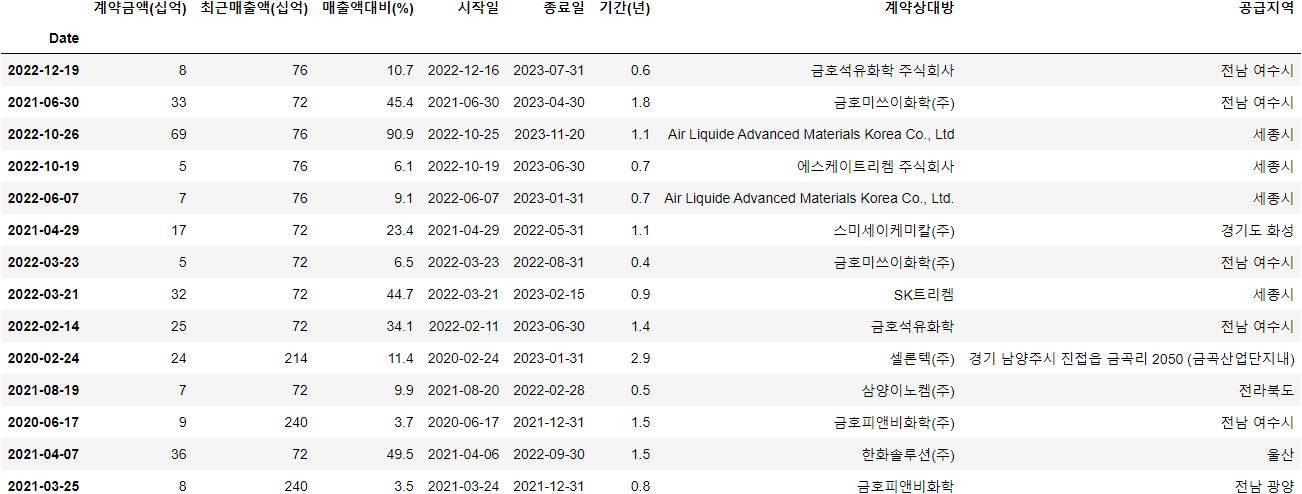 계약금액(십억) 최근매출액(십억) 매출액대비(%) 시작일 종료일 기간(년) 계약상대방 공급지역
Date
2022-12-19 8 76 10.7 2022-12-16 2023-07-31 0.6 금호석유화학 주식회사 전남 여수시
2021-06-30 33 72 45.4 2021-06-30 2023-04-30 1.8 금호미쓰이화학(주) 전남 여수시
2022-10-26 69 76 90.9 2022-10-25 2023-11-20 1.1 Air Liquide Advanced Materials Korea Co., Ltd 세종시
2022-10-19 5 76 6.1 2022-10-19 2023-06-30 0.7 에스케이트리켐 주식회사 세종시
2022-06-07 7 76 9.1 2022-06-07 2023-01-31 0.7 Air Liquide Advanced Materials Korea Co., Ltd. 세종시
2021-04-29 17 72 23.4 2021-04-29 2022-05-31 1.1 스미세이케미칼(주) 경기도 화성
2022-03-23 5 72 6.5 2022-03-23 2022-08-31 0.4 금호미쓰이화학(주) 전남 여수시
2022-03-21 32 72 44.7 2022-03-21 2023-02-15 0.9 SK트리켐 세종시
2022-02-14 25 72 34.1 2022-02-11 2023-06-30 1.4 금호석유화학 전남 여수시
2020-02-24 24 214 11.4 2020-02-24 2023-01-31 2.9 셀론텍(주) 경기 남양주시 진접읍 금곡리 2050 (금곡산업단지내)
2021-08-19 7 72 9.9 2021-08-20 2022-02-28 0.5 삼양이노켐(주) 전라북도
2020-06-17 9 240 3.7 2020-06-17 2021-12-31 1.5 금호피앤비화학(주) 전남 여수시
2021-04-07 36 72 49.5 2021-04-06 2022-09-30 1.5 한화솔루션(주) 울산
2021-03-25 8 240 3.5 2021-03-24 2021-12-31 0.8 금호피앤비화학 전남 광양